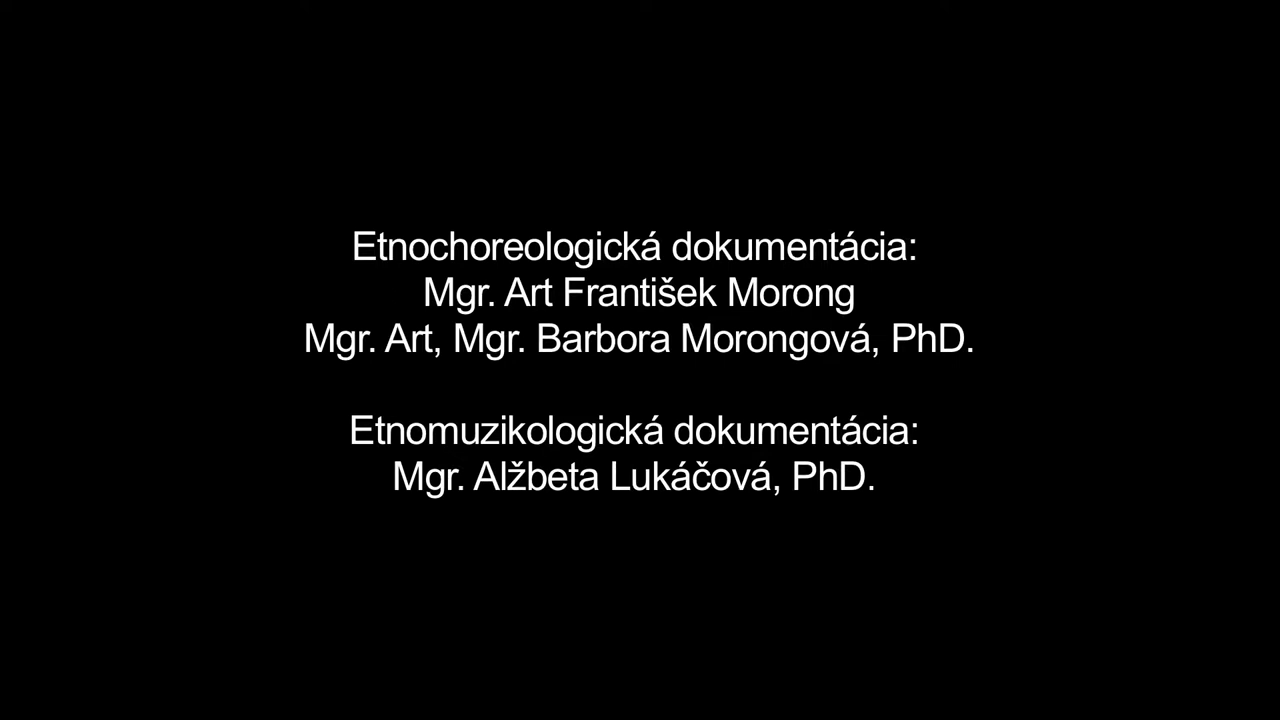 Etnochoreologická dokumentácia:
Mgr. Art František Morong
Mgr. Art, Mgr. Barbora Morongová, PhD.
Etnomuzikologická dokumentácia:
Mgr. Alžbeta Lukáčová, PhD.